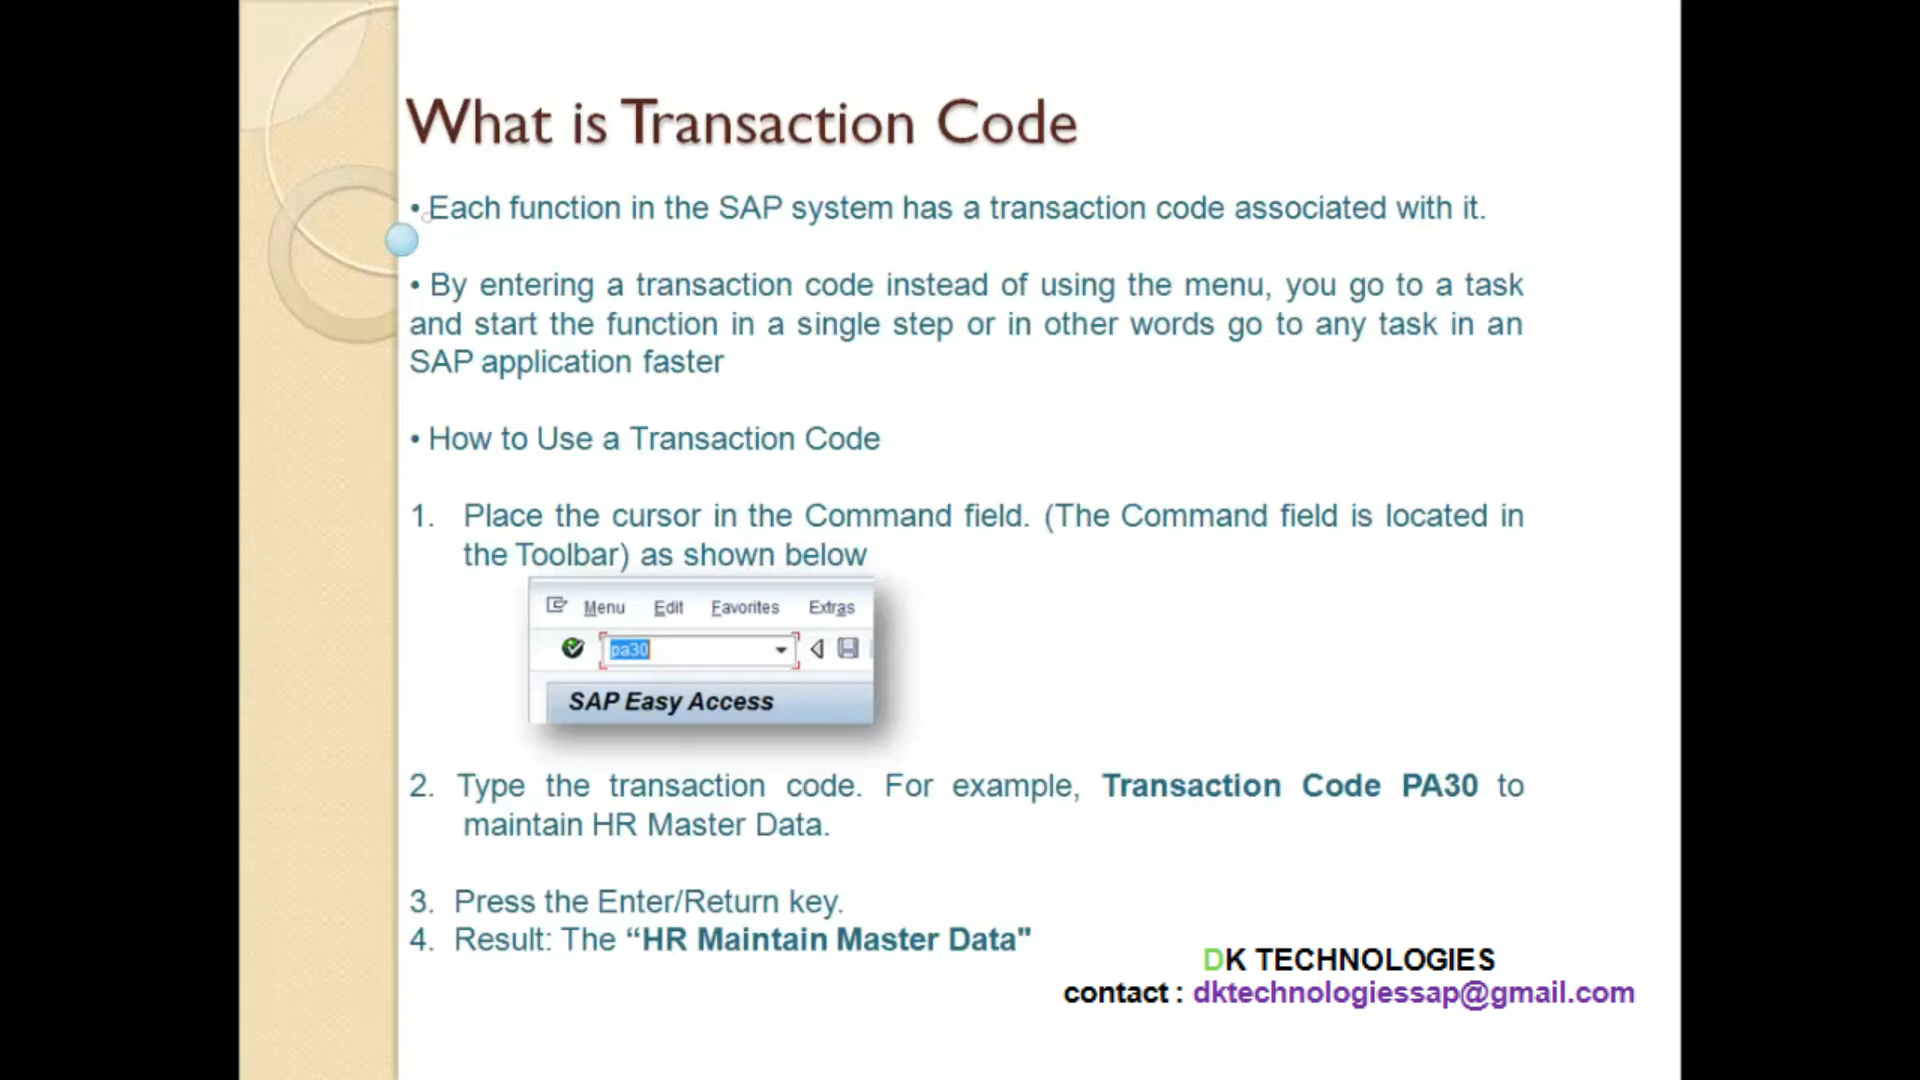 What is Transaction Code
• Each function in the SAP system has a transaction code associated with it.
• By entering a transaction code instead of using the menu, you go to a task
and start the function in a single step or in other words go to any task in an
SAP application faster
• How to Use a Transaction Code
1. Place the cursor in the Command field. (The Command field is located in
the Toolbar) as shown below
Menu Edit Favorites Extras
pa30
SAP Easy Access
2. Type the transaction code. For example, Transaction Code PA30 to
maintain HR Master Data.
3. Press the Enter/Return key.
4. Result: The “HR Maintain Master Data"
DK TECHNOLOGIES
contact : dktechnologiessap@gmail.com